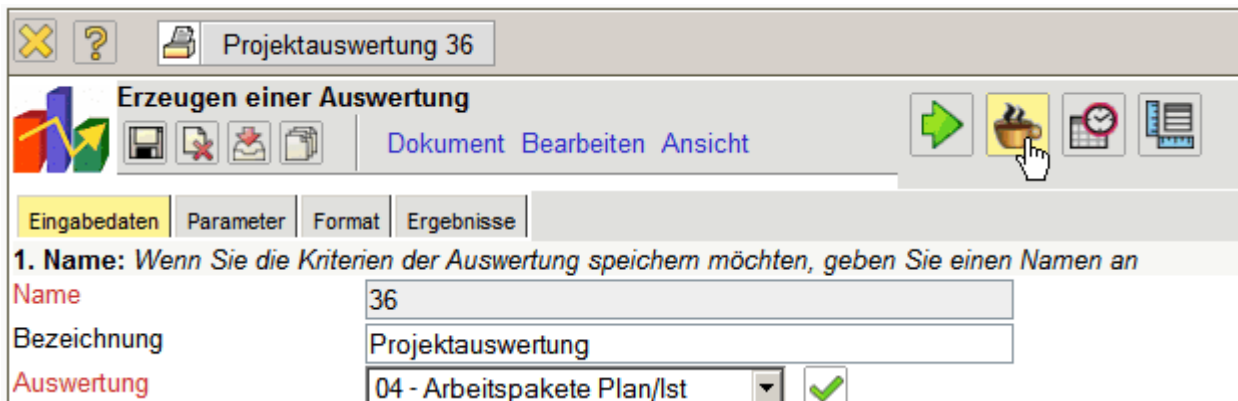 Projektauswertung 36
Erzeugen einer Auswertung
Dokument Bearbeiten Ansicht
Eingabedaten Parameter Format Ergebnisse
1. Name: Wenn Sie die Kriterien der Auswertung speichern möchten, geben Sie einen Namen an
Name 36
Bezeichnung Projektauswertung
Auswertung 04 - Arbeitspakete Plan/Ist